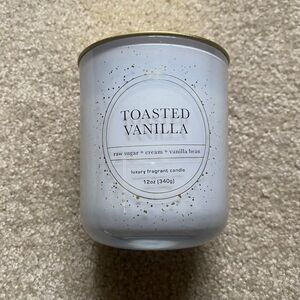 TOASTED
VANILLA
raw sugar + cream + vanilla bean
luxury fragrant candle
12oz (340g)